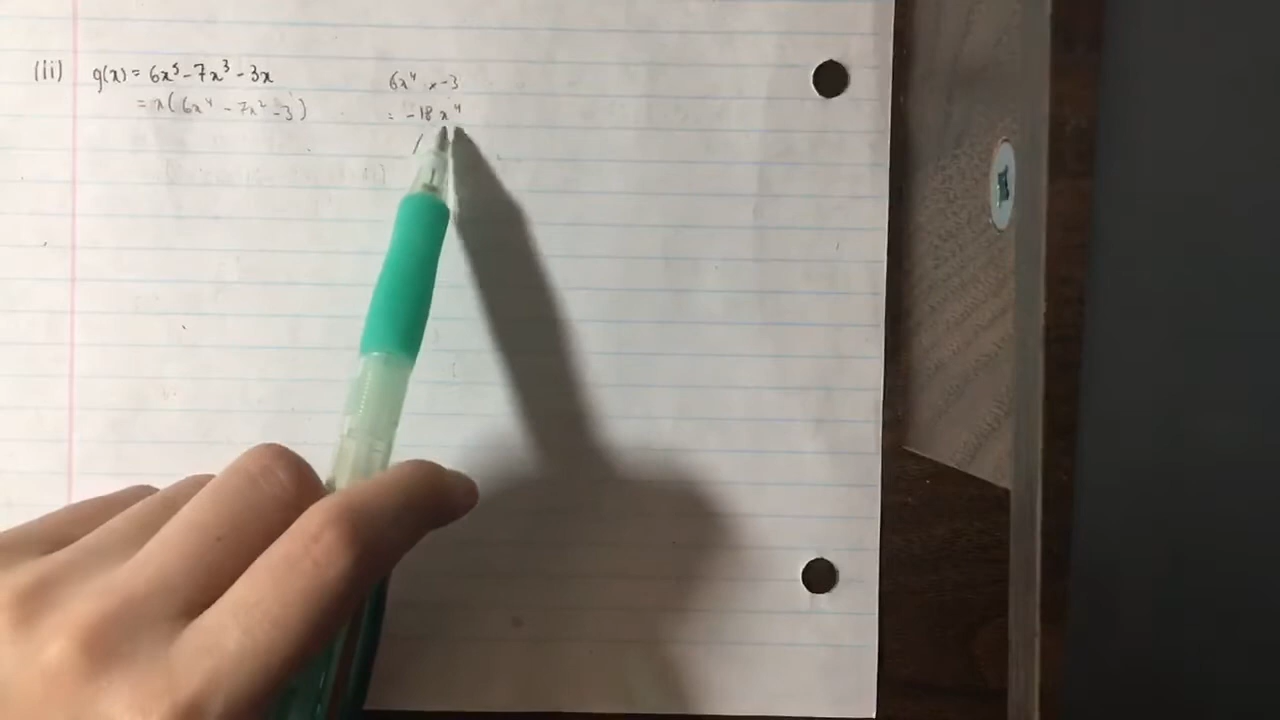 (ii) g(x) = 6x⁵ - 7x³ - 3x
= x(6x⁴ - 7x² - 3)
6x⁴ × -3
= -18x⁴